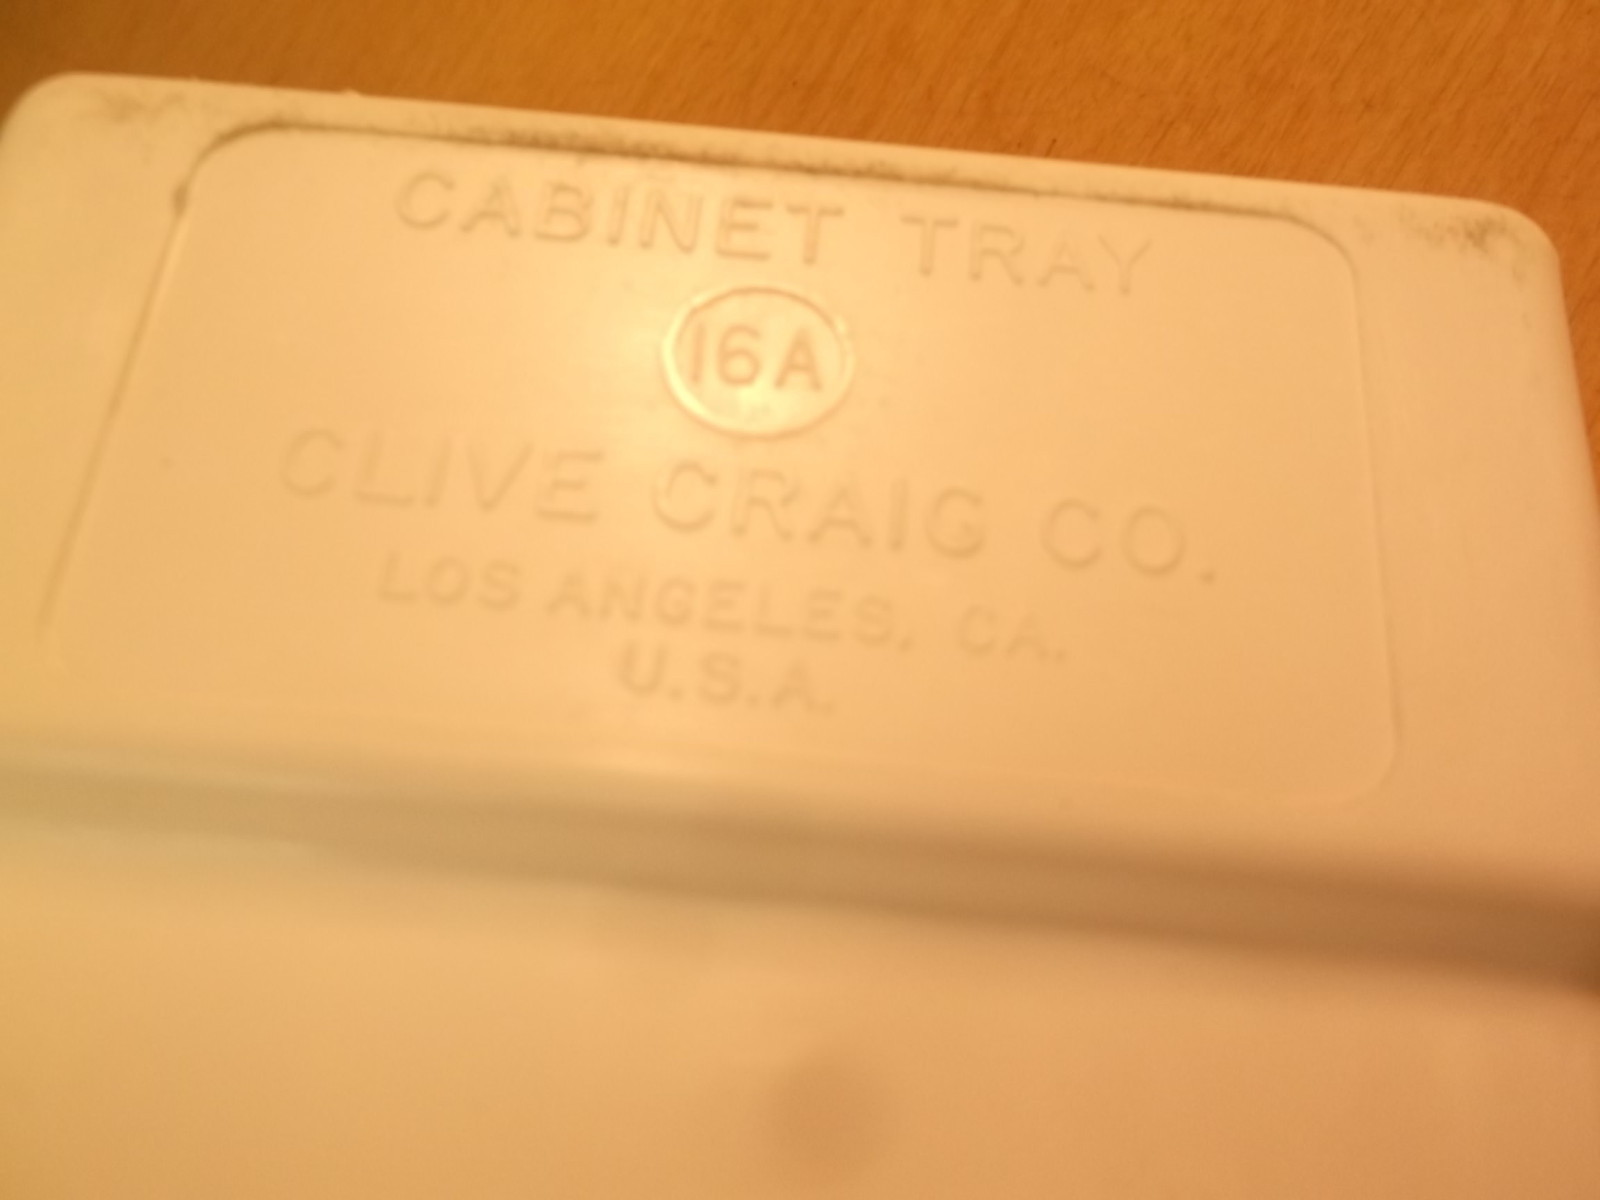 CABINET TRAY
16A
CLIVE CRAIG CO.
LOS ANGELES, CA.
U.S.A.